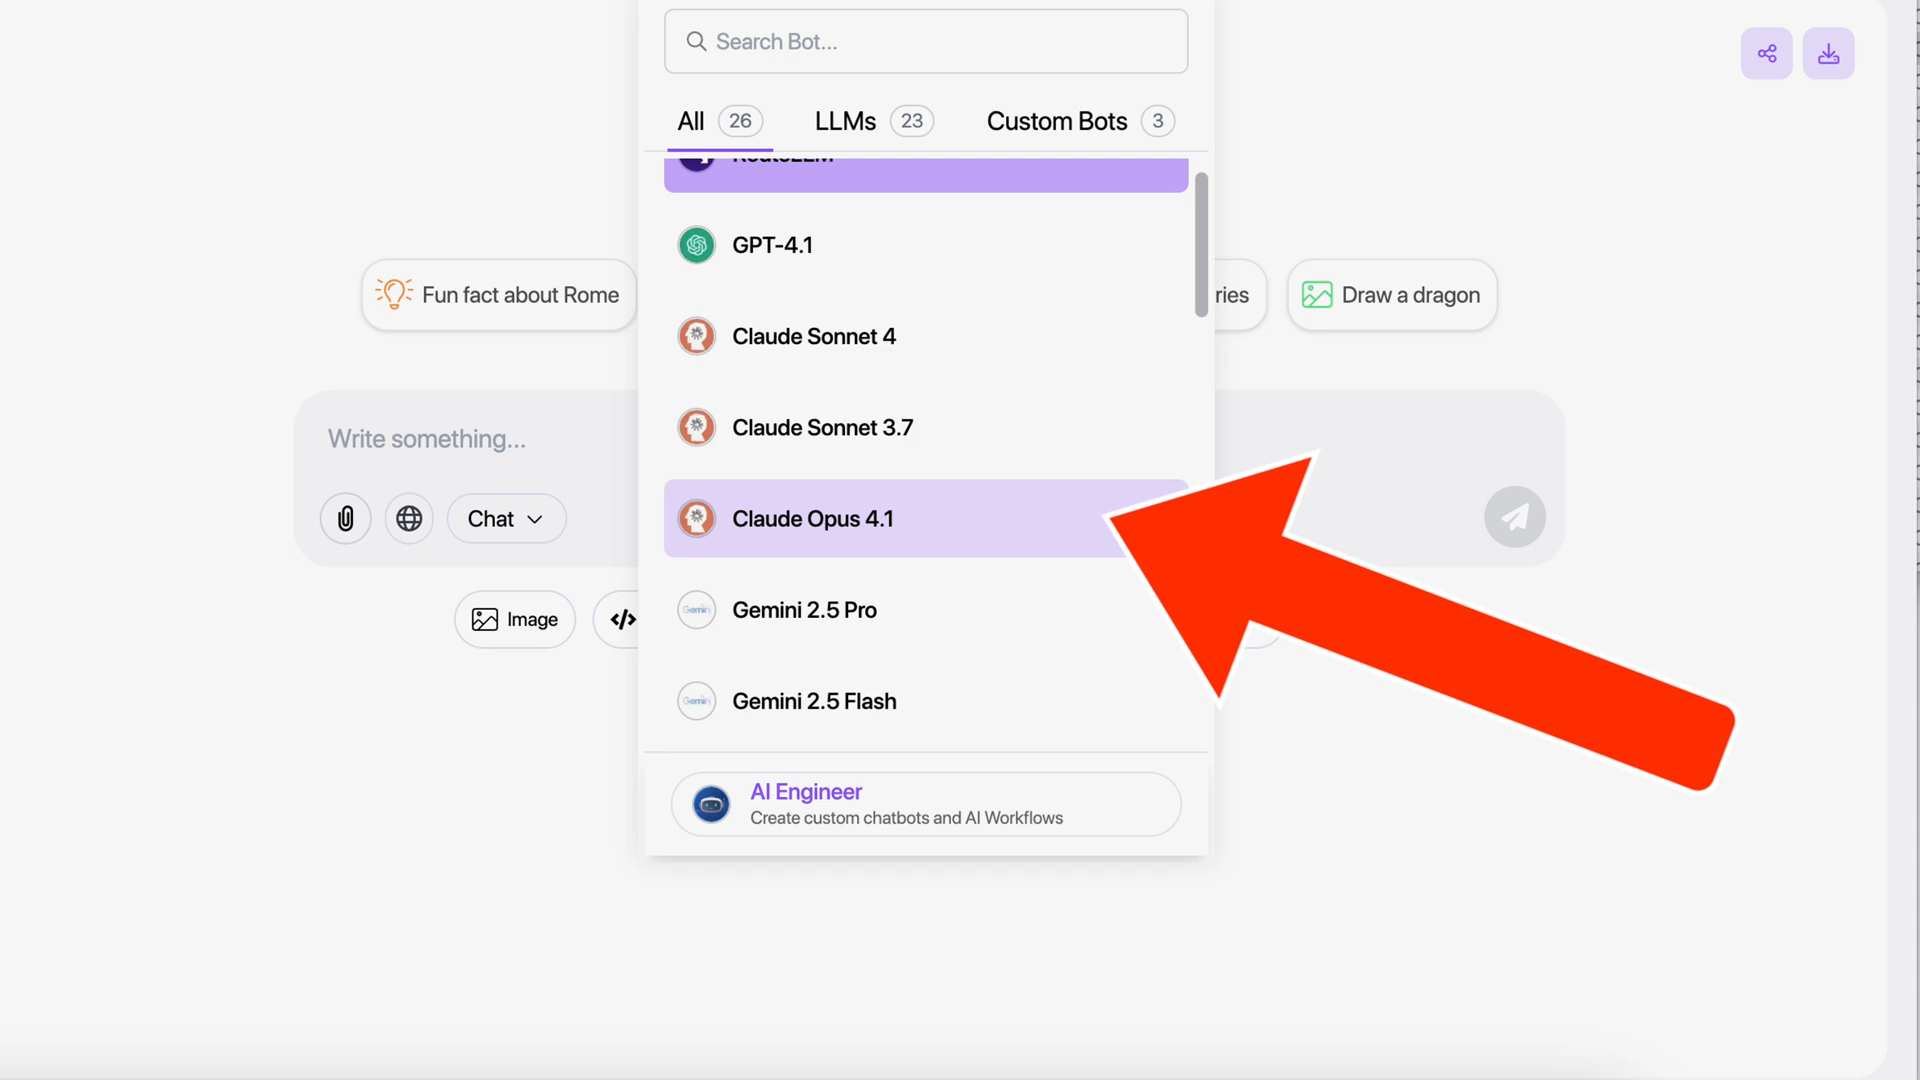 Search Bot...
All 26 LLMs 23 Custom Bots 3
RouteLLM
GPT-4.1
Fun fact about Rome
ries
Draw a dragon
Claude Sonnet 4
Claude Sonnet 3.7
Write something...
Chat
Claude Opus 4.1
Image
Gemini 2.5 Pro
Gemini 2.5 Flash
AI Engineer
Create custom chatbots and AI Workflows